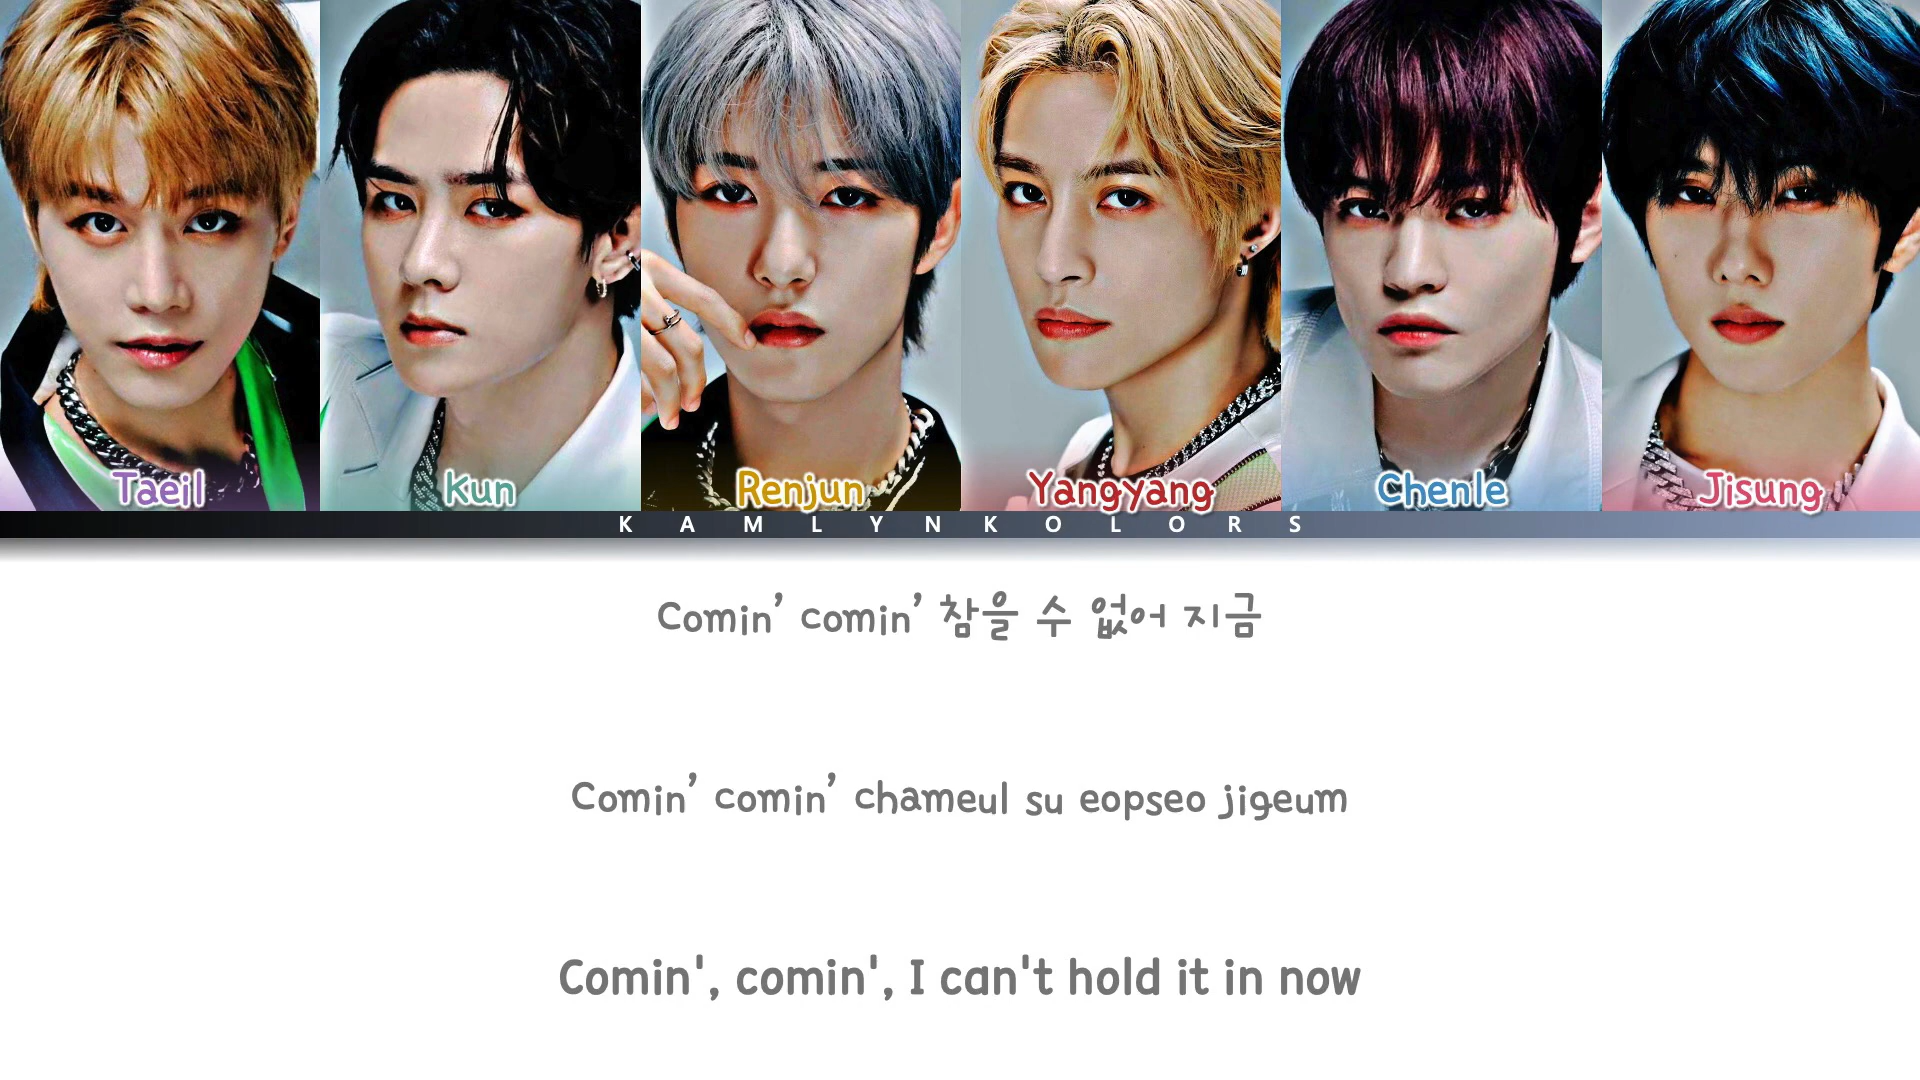 Taeil Kun Renjun Yangyang Chenle Jisung
KAMLYNKOLORS
Comin’ comin’ 참을 수 없어 지금
Comin’ comin’ chameul su eopseo jigeum
Comin', comin', I can't hold it in now